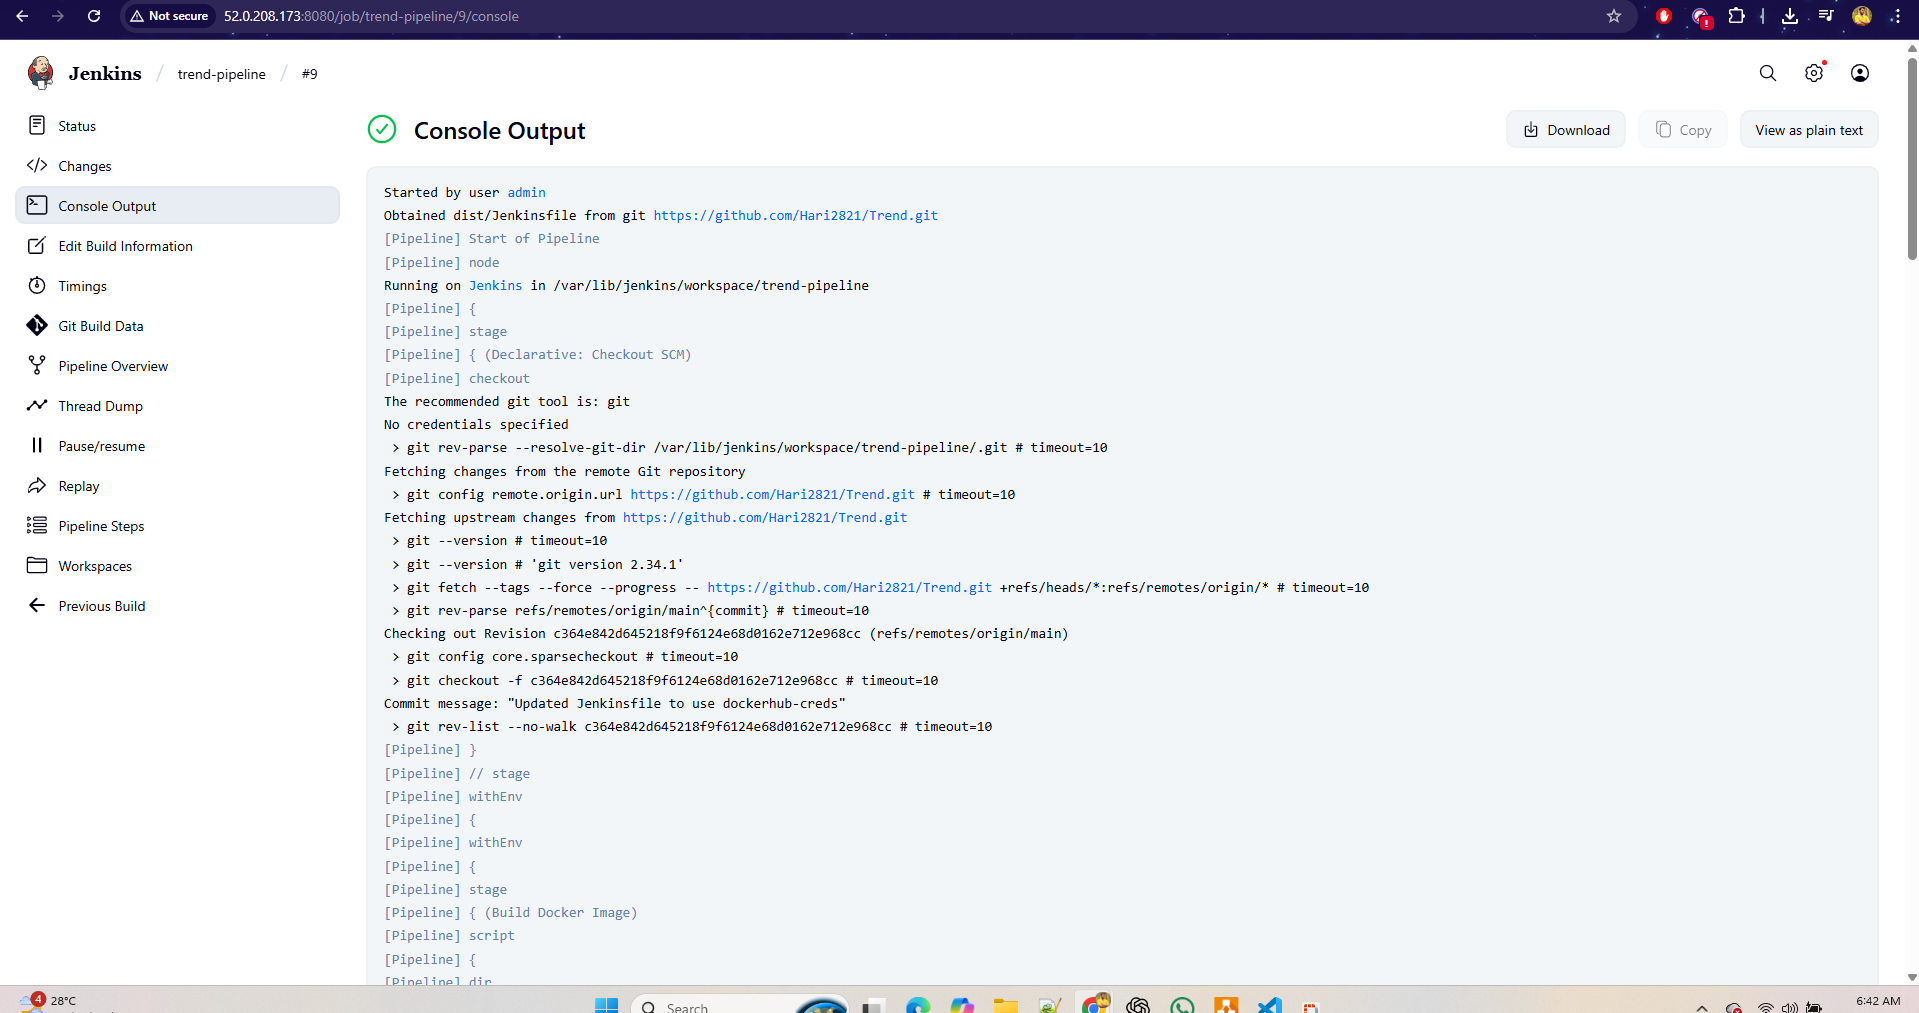 Not secure 52.0.208.173:8080/job/trend-pipeline/9/console
Jenkins / trend-pipeline / #9
Status
Changes
Console Output
Edit Build Information
Timings
Git Build Data
Pipeline Overview
Thread Dump
Pause/resume
Replay
Pipeline Steps
Workspaces
Previous Build
Console Output
Download
Copy
View as plain text
Started by user admin
Obtained dist/Jenkinsfile from git https://github.com/Hari2821/Trend.git
[Pipeline] Start of Pipeline
[Pipeline] node
Running on Jenkins in /var/lib/jenkins/workspace/trend-pipeline
[Pipeline] {
[Pipeline] stage
[Pipeline] { (Declarative: Checkout SCM)
[Pipeline] checkout
The recommended git tool is: git
No credentials specified
> git rev-parse --resolve-git-dir /var/lib/jenkins/workspace/trend-pipeline/.git # timeout=10
Fetching changes from the remote Git repository
> git config remote.origin.url https://github.com/Hari2821/Trend.git # timeout=10
Fetching upstream changes from https://github.com/Hari2821/Trend.git
> git --version # timeout=10
> git --version # 'git version 2.34.1'
> git fetch --tags --force --progress -- https://github.com/Hari2821/Trend.git +refs/heads/*:refs/remotes/origin/* # timeout=10
> git rev-parse refs/remotes/origin/main^{commit} # timeout=10
Checking out Revision c364e842d645218f9f6124e68d0162e712e968cc (refs/remotes/origin/main)
> git config core.sparsecheckout # timeout=10
> git checkout -f c364e842d645218f9f6124e68d0162e712e968cc # timeout=10
Commit message: "Updated Jenkinsfile to use dockerhub-creds"
> git rev-list --no-walk c364e842d645218f9f6124e68d0162e712e968cc # timeout=10
[Pipeline] }
[Pipeline] // stage
[Pipeline] withEnv
[Pipeline] {
[Pipeline] withEnv
[Pipeline] {
[Pipeline] stage
[Pipeline] { (Build Docker Image)
[Pipeline] script
[Pipeline] {
[Pipeline] dir
4
28°C
Search
6:42 AM